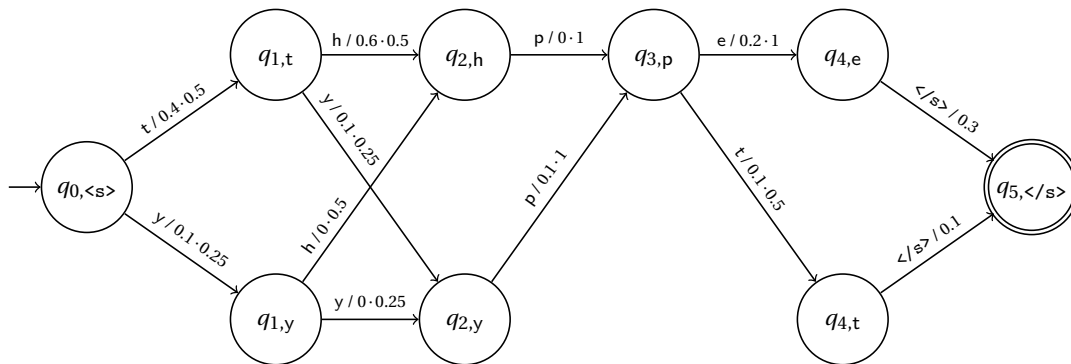 q1,t
h / 0.6·0.5
q2,h
p / 0·1
q3,p
e / 0.2·1
q4,e
t / 0.4·0.5
y / 0.1·0.25
</s> / 0.3
q0,<s>
y / 0.1·0.25
h / 0·0.5
p / 0.1·1
t / 0.1·0.5
</s> / 0.1
q5,</s>
q1,y
y / 0·0.25
q2,y
q4,t